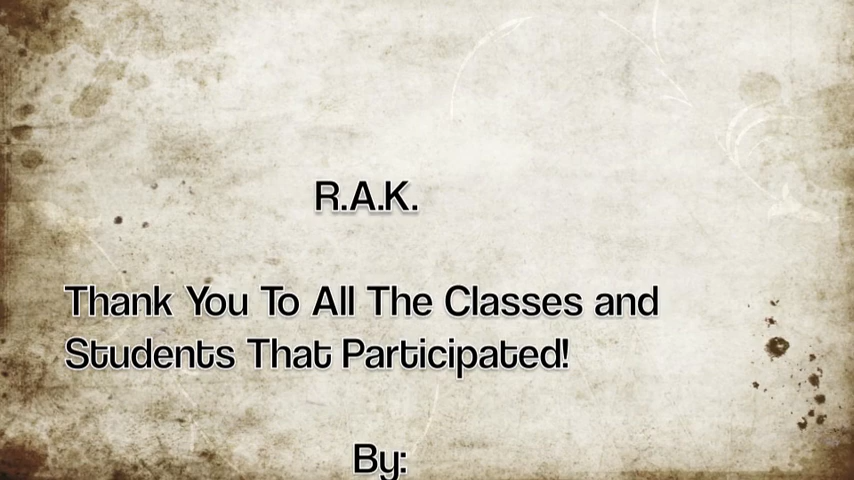 R.A.K.
Thank You To All The Classes and
Students That Participated!
By: